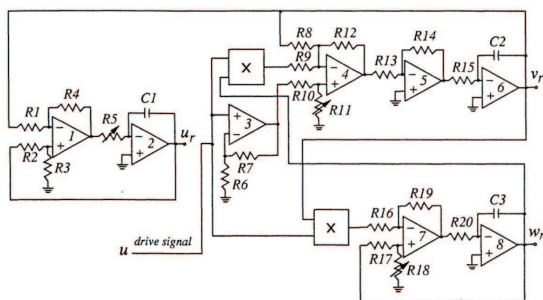 R8 R12 R14 C2
R9 R13 R15
X
R10 4 5 6 v_r
R11
R4
R1 R5 C1
1 2 u_r
R2
R3
3
R7
R6
u drive signal
X
R16 R19 C3
R20
7 8 w_r
R17
R18